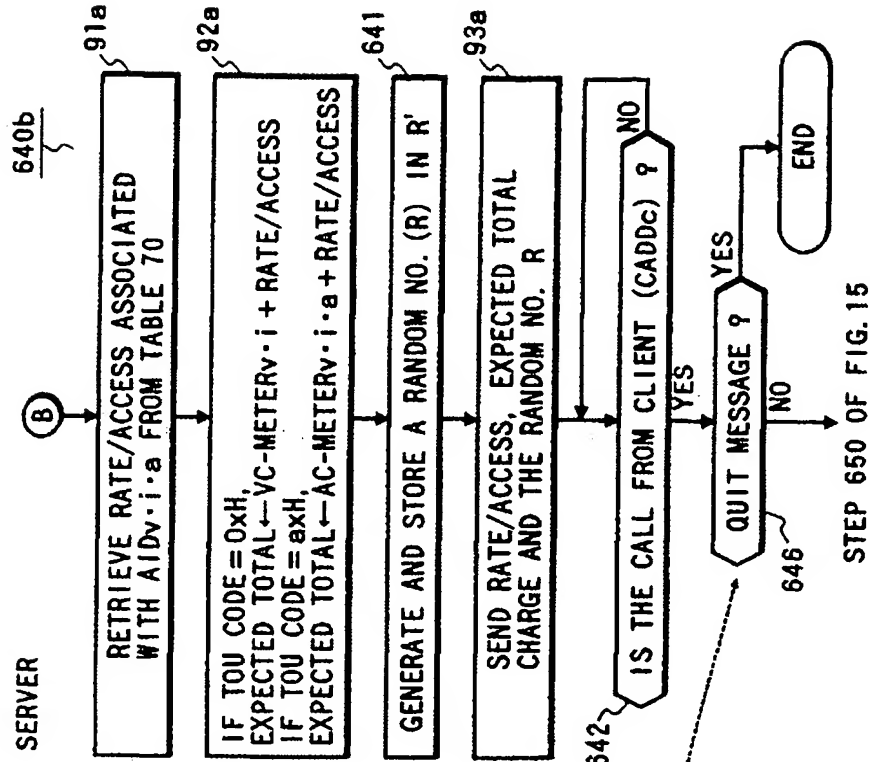 SERVER
640b
B
91a
RETRIEVE RATE/ACCESS ASSOCIATED
WITH AIDv·i·a FROM TABLE 70
92a
IF TOU CODE=0xH,
EXPECTED TOTAL←VC-METERv·i+RATE/ACCESS
IF TOU CODE=axH,
EXPECTED TOTAL←AC-METERv·i·a+RATE/ACCESS
641
GENERATE AND STORE A RANDOM NO.(R) IN R'
93a
SEND RATE/ACCESS, EXPECTED TOTAL
CHARGE AND THE RANDOM NO. R
642
IS THE CALL FROM CLIENT (CADDc) ?
NO
YES
QUIT MESSAGE ?
YES
646
NO
END
STEP 650 OF FIG. 15